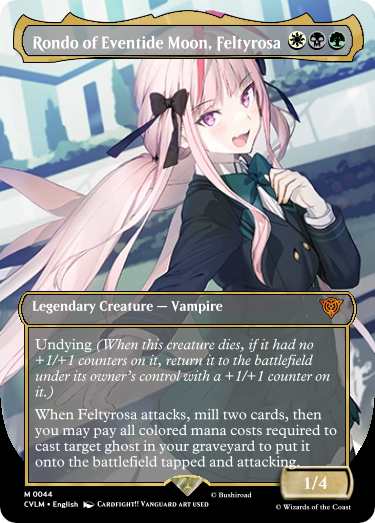 Rondo of Eventide Moon, Feltyrosa
Legendary Creature — Vampire
Undying (When this creature dies, if it had no
+1/+1 counters on it, return it to the battlefield
under its owner's control with a +1/+1 counter on
it.)
When Feltyrosa attacks, mill two cards, then
you may pay all colored mana costs required to
cast target ghost in your graveyard to put it
onto the battlefield tapped and attacking.
1/4
M 0044
CVLM • English CARDFIGHT!! VANGUARD ART USED
© Bushiroad
© Wizards of the Coast